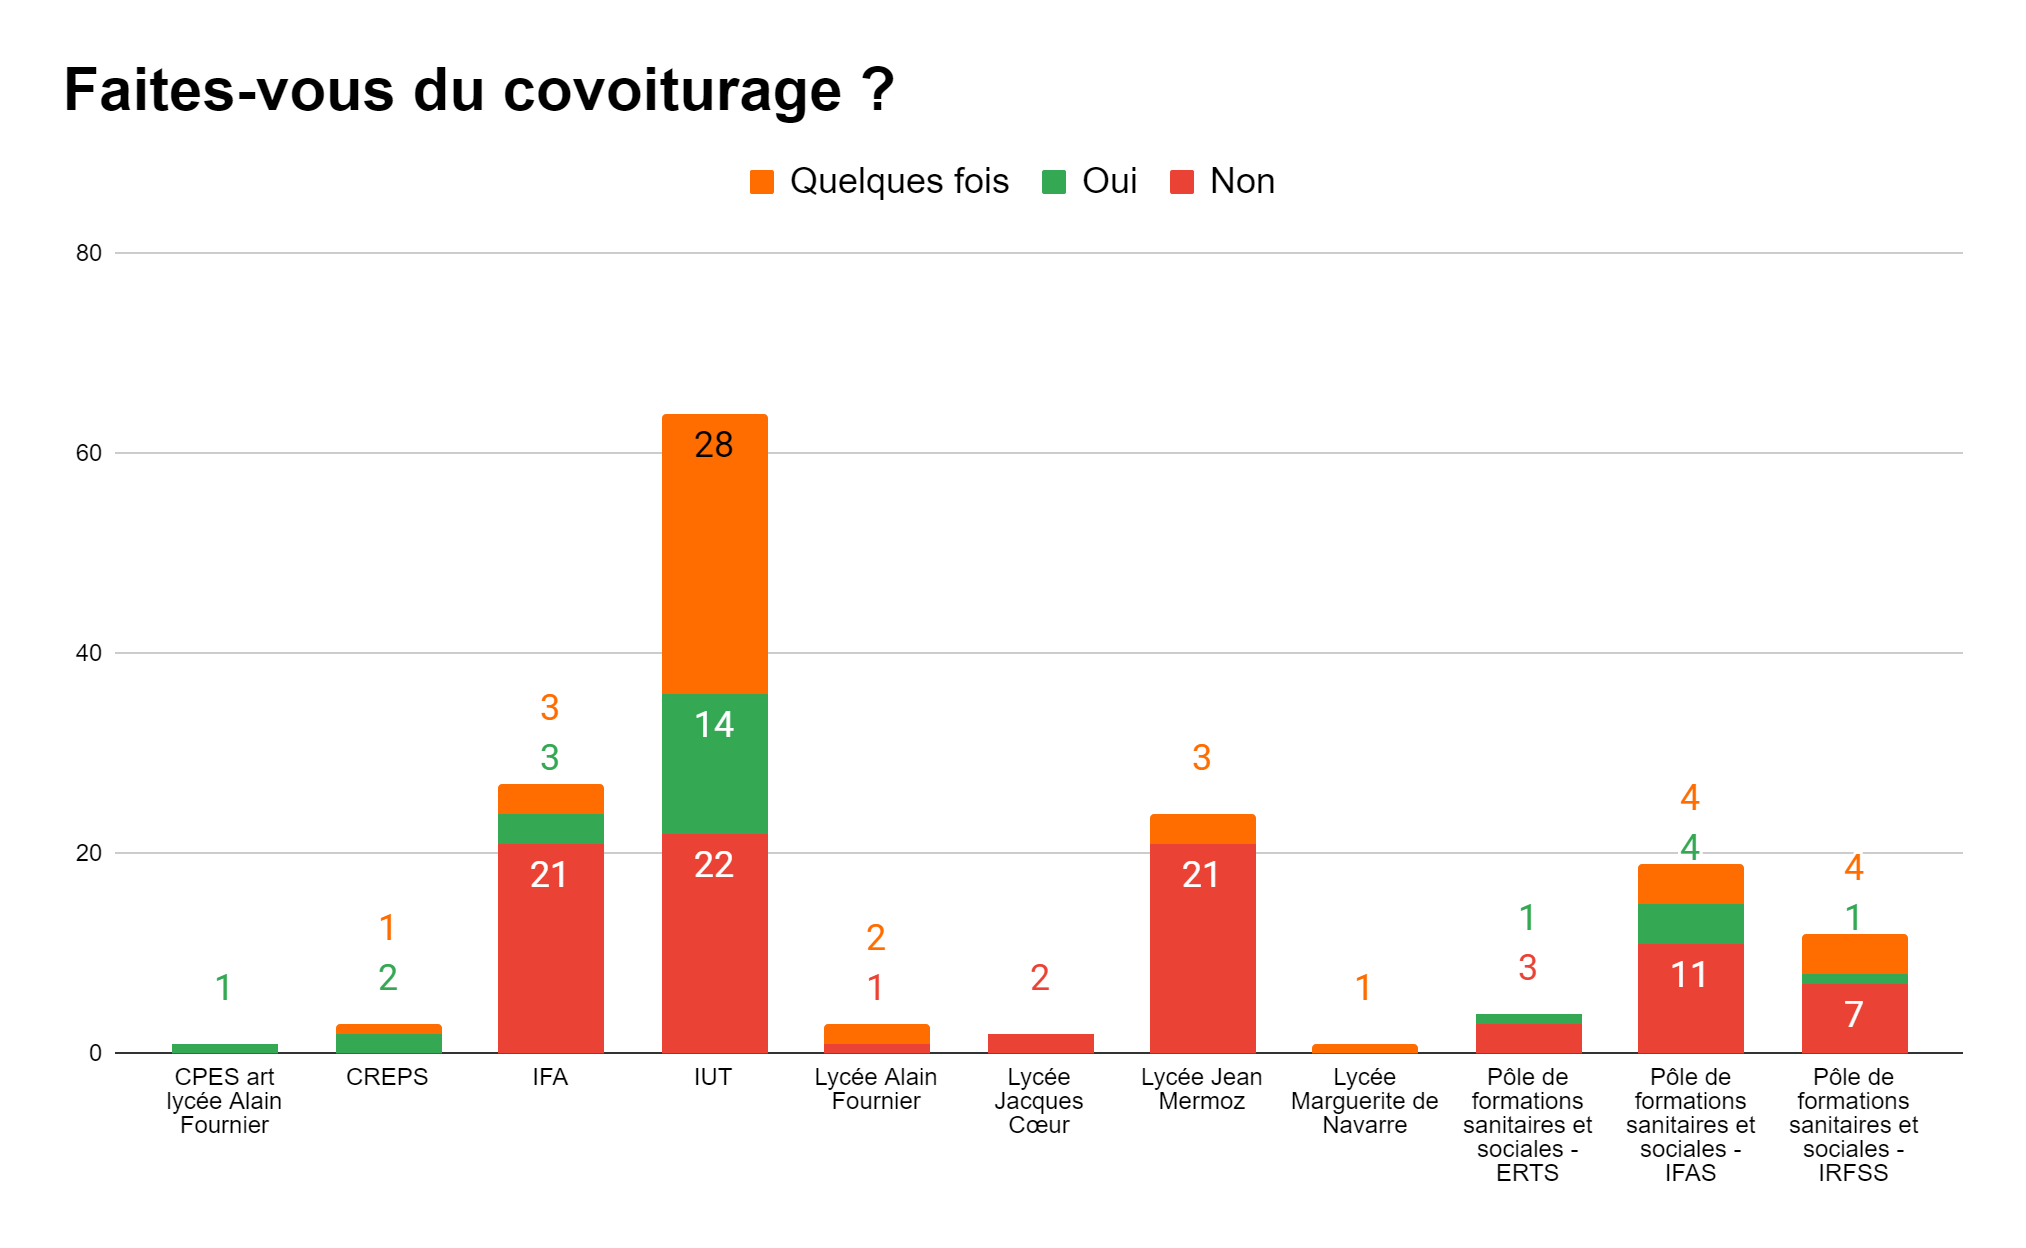 Faites-vous du covoiturage ?
Quelques fois Oui Non
80
60
40
20
0
1
1
2
3
3
21
28
14
22
2
1
2
3
21
1
1
3
4
4
11
4
1
7
CPES art
lycée Alain
Fournier
CREPS
IFA
IUT
Lycée Alain
Fournier
Lycée
Jacques
Cœur
Lycée Jean
Mermoz
Lycée
Marguerite de
Navarre
Pôle de
formations
sanitaires et
sociales -
ERTS
Pôle de
formations
sanitaires et
sociales -
IFAS
Pôle de
formations
sanitaires et
sociales -
IRFSS